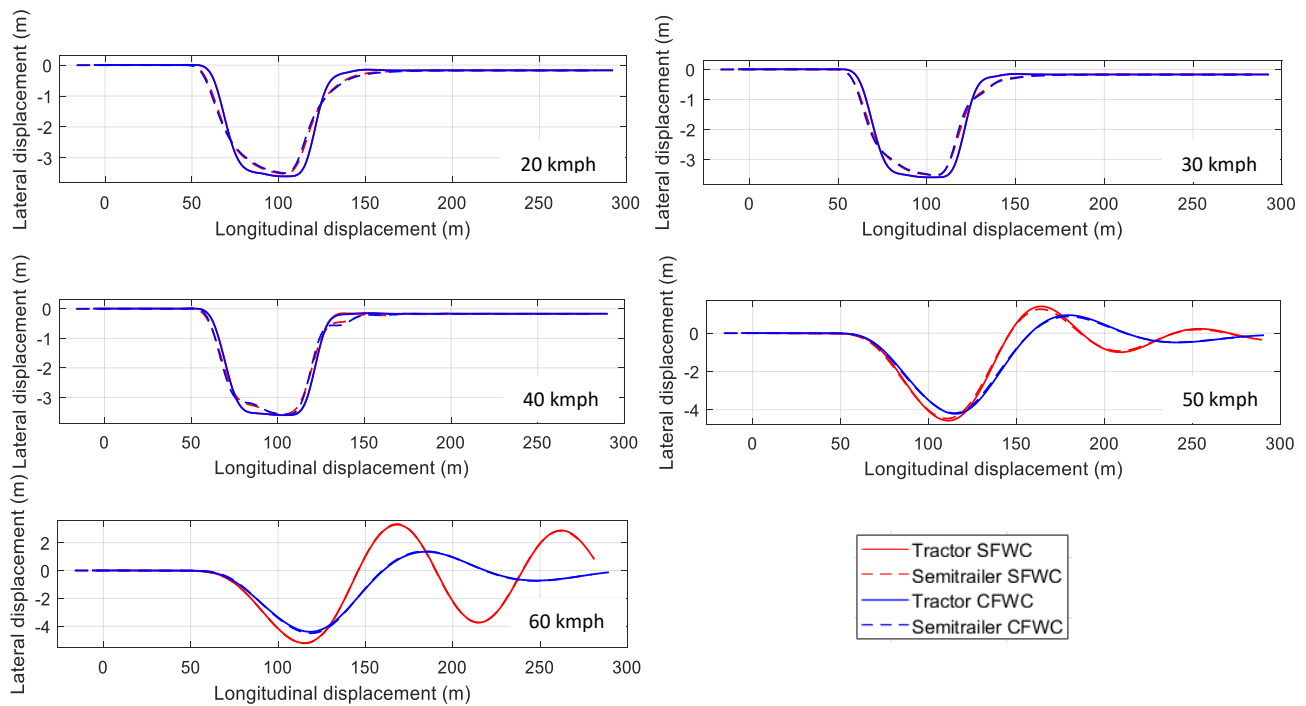 Lateral displacement (m)
0
-1
-2
-3
20 kmph
0 50 100 150 200 250 300
Longitudinal displacement (m)
Lateral displacement (m)
0
-1
-2
-3
30 kmph
0 50 100 150 200 250 300
Longitudinal displacement (m)
Lateral displacement (m)
0
-1
-2
-3
40 kmph
0 50 100 150 200 250 300
Longitudinal displacement (m)
Lateral displacement (m)
0
-2
-4
50 kmph
0 50 100 150 200 250 300
Longitudinal displacement (m)
Lateral displacement (m)
2
0
-2
-4
60 kmph
0 50 100 150 200 250 300
Longitudinal displacement (m)
Tractor SFWC
Semitrailer SFWC
Tractor CFWC
Semitrailer CFWC